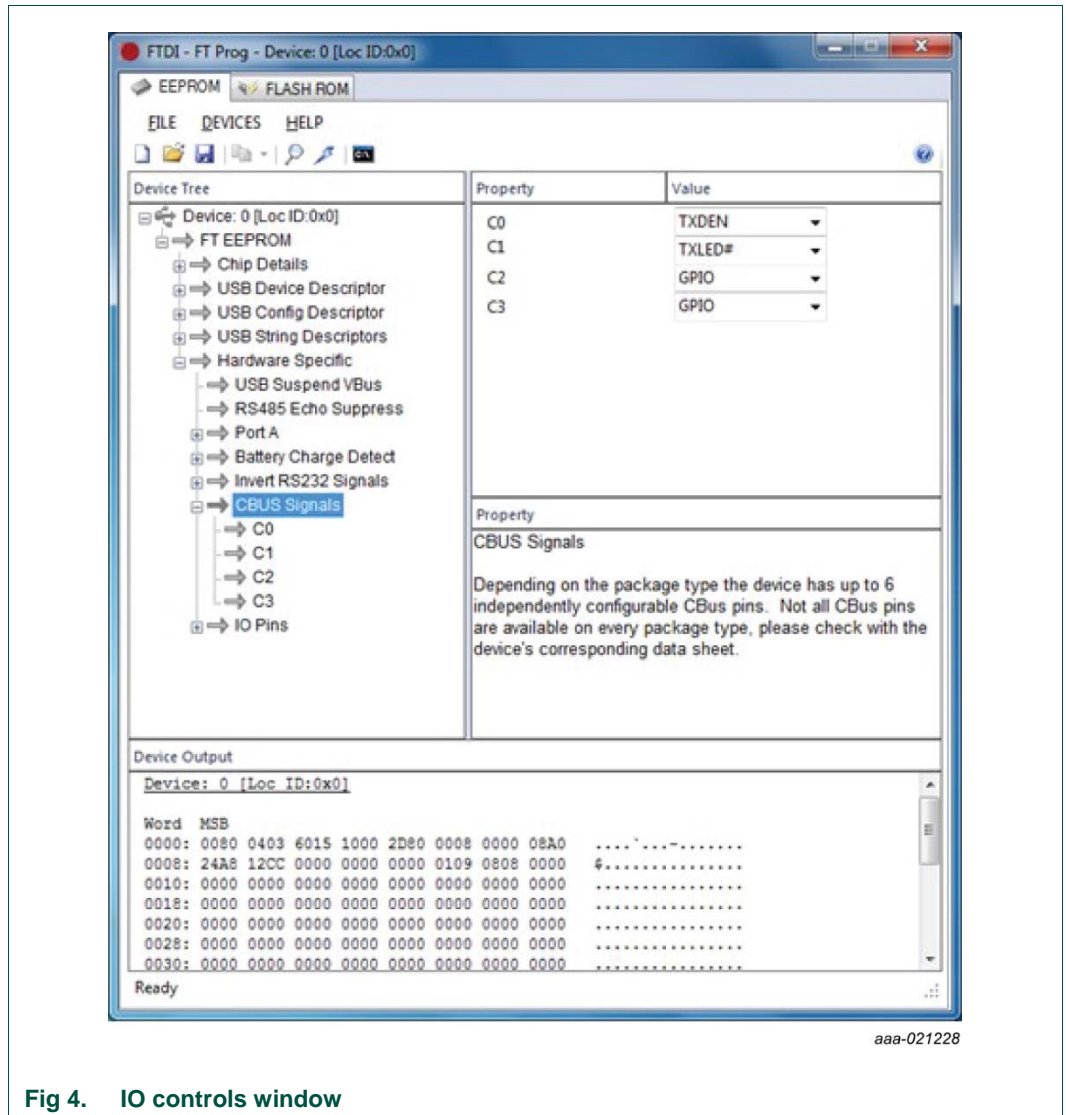 FTDI - FT Prog - Device: 0 [Loc ID:0x0]
EEPROM FLASH ROM
FILE DEVICES HELP
Device Tree
Device: 0 [Loc ID:0x0]
FT EEPROM
Chip Details
USB Device Descriptor
USB Config Descriptor
USB String Descriptors
Hardware Specific
USB Suspend VBus
RS485 Echo Suppress
Port A
Battery Charge Detect
Invert RS232 Signals
CBUS Signals
C0
C1
C2
C3
IO Pins
Property Value
C0 TXDEN
C1 TXLED#
C2 GPIO
C3 GPIO
Property
CBUS Signals
Depending on the package type the device has up to 6
independently configurable CBus pins. Not all CBus pins
are available on every package type, please check with the
device's corresponding data sheet.
Device Output
Device: 0 [Loc ID:0x0]
Word MSB
0000: 0080 0403 6015 1000 2D80 0008 0000 08A0 ....`...-.......
0008: 24A8 12CC 0000 0000 0000 0109 0808 0000 $...............
0010: 0000 0000 0000 0000 0000 0000 0000 0000 ................
0018: 0000 0000 0000 0000 0000 0000 0000 0000 ................
0020: 0000 0000 0000 0000 0000 0000 0000 0000 ................
0028: 0000 0000 0000 0000 0000 0000 0000 0000 ................
0030: 0000 0000 0000 0000 0000 0000 0000 0000 ................
Ready
aaa-021228
Fig 4. IO controls window